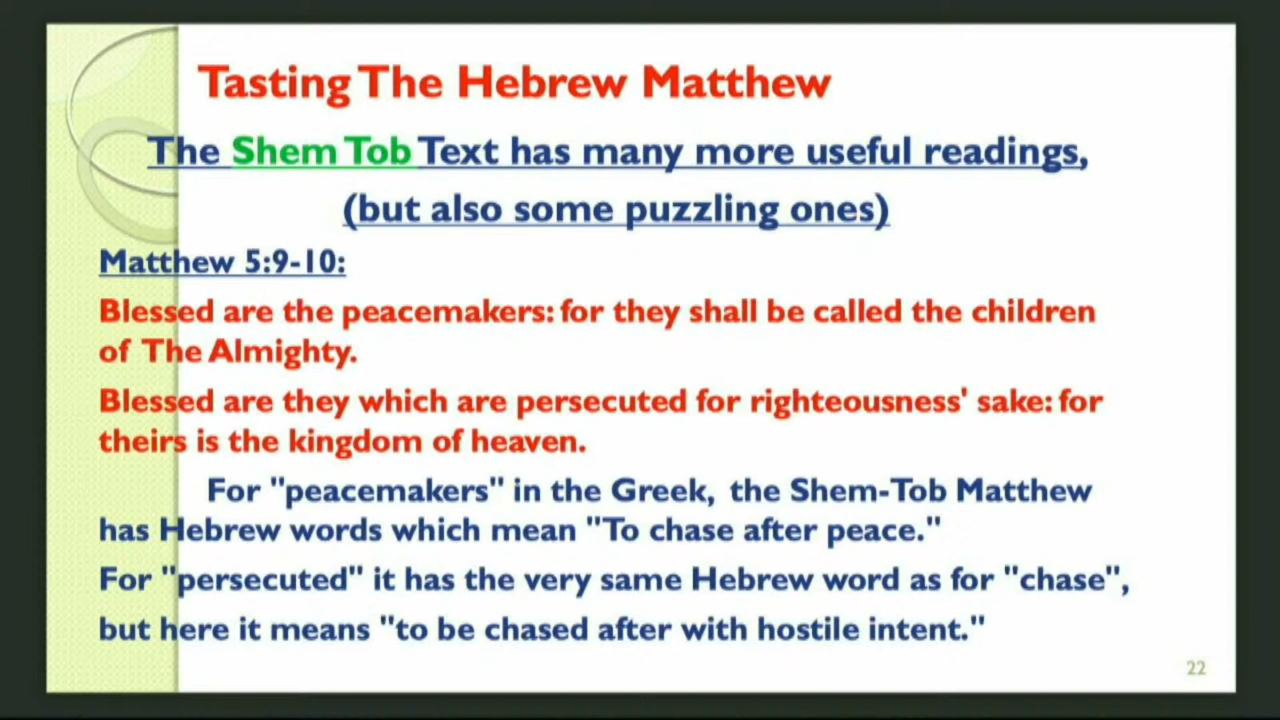 Tasting The Hebrew Matthew
The Shem Tob Text has many more useful readings,
(but also some puzzling ones)
Matthew 5:9-10:
Blessed are the peacemakers: for they shall be called the children
of The Almighty.
Blessed are they which are persecuted for righteousness' sake: for
theirs is the kingdom of heaven.
For "peacemakers" in the Greek, the Shem-Tob Matthew
has Hebrew words which mean "To chase after peace."
For "persecuted" it has the very same Hebrew word as for "chase",
but here it means "to be chased after with hostile intent."
22